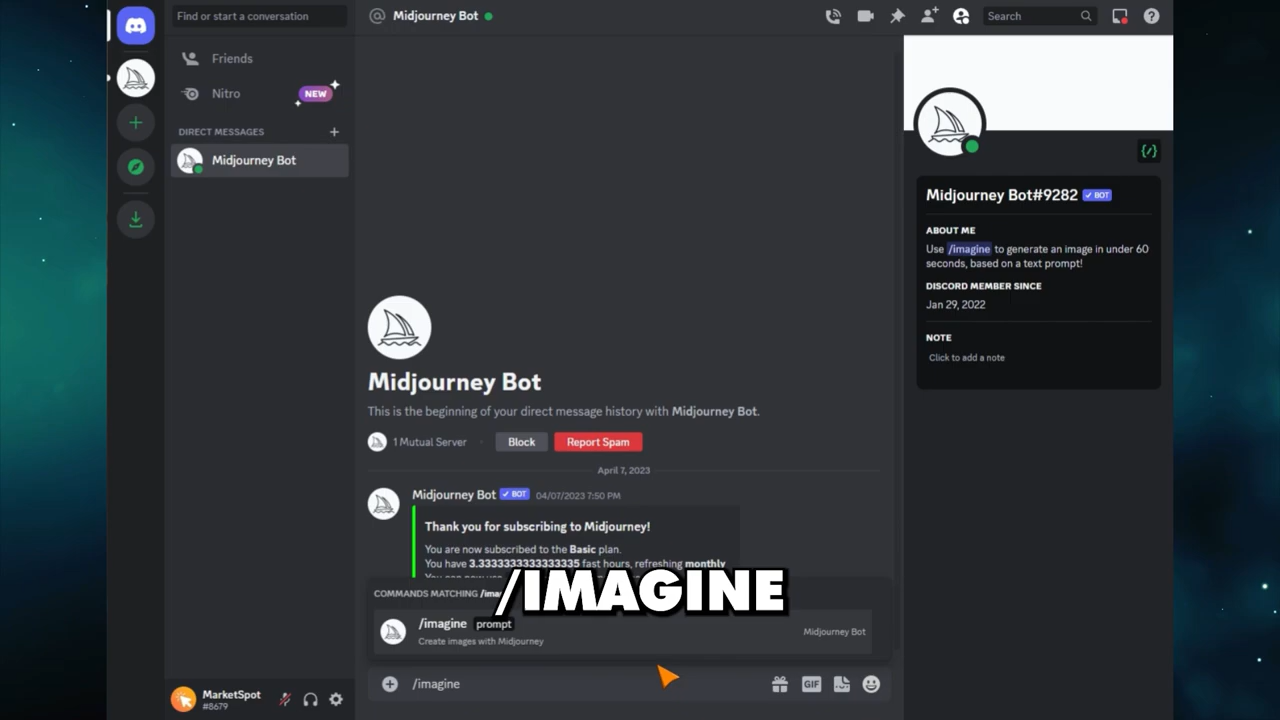 Find or start a conversation
Friends
Nitro
NEW
DIRECT MESSAGES
Midjourney Bot
MarketSpot
#8679
Midjourney Bot
Search
Midjourney Bot
This is the beginning of your direct message history with Midjourney Bot.
1 Mutual Server
Block
Report Spam
April 7, 2023
Midjourney Bot BOT 04/07/2023 7:50 PM
Thank you for subscribing to Midjourney!
You are now subscribed to the Basic plan.
You have 3.3333333333333335 fast hours, refreshing monthly
COMMANDS MATCHING
/IMAGINE
/imagine prompt
Create images with Midjourney
Midjourney Bot
/imagine
GIF
Midjourney Bot#9282 BOT
ABOUT ME
Use /imagine to generate an image in under 60
seconds, based on a text prompt!
DISCORD MEMBER SINCE
Jan 29, 2022
NOTE
Click to add a note